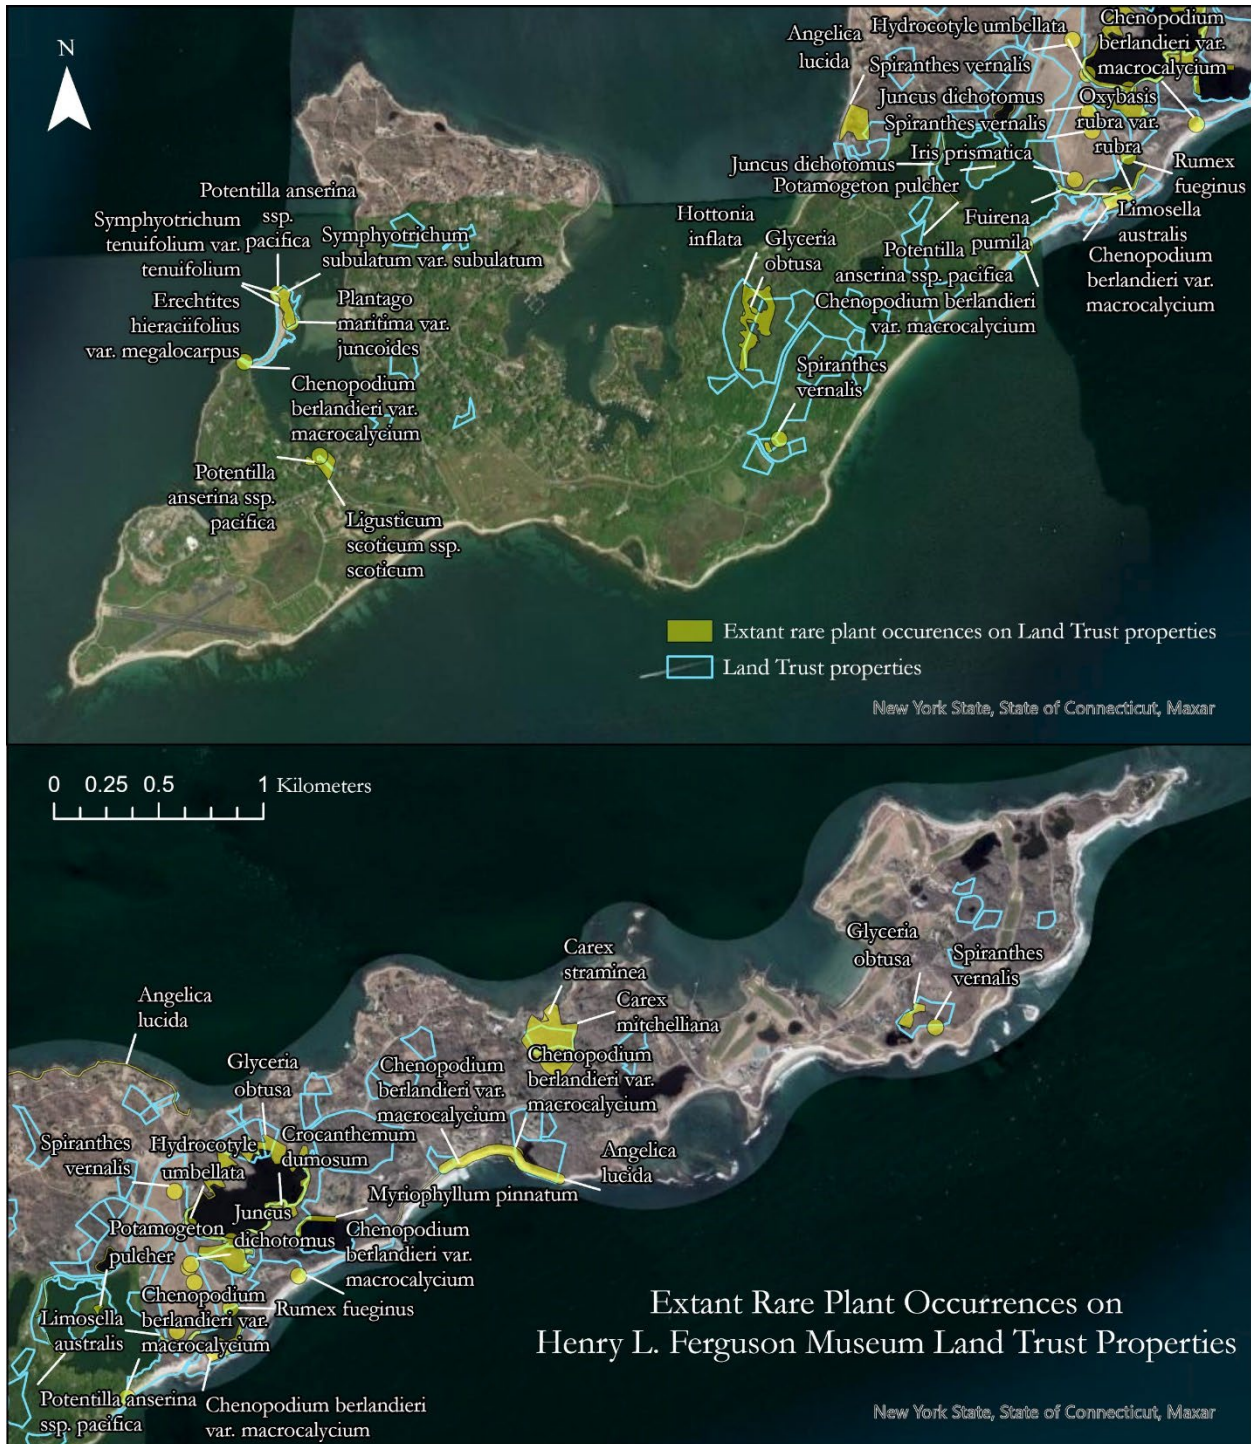 N
Angelica
lucida
Hydrocotyle umbellata
Spiranthes vernalis
Chenopodium
berlandieri var.
macrocalycium
Juncus dichotomus
Spiranthes vernalis
Oxybasis
rubra var.
rubra
Juncus dichotomus
Iris prismatica
Potamogeton pulcher
Rumex
fueginus
Fuirena
pumila
Limosella
australis
Potentilla
anserina ssp. pacifica
Chenopodium
berlandieri var.
macrocalycium
Chenopodium berlandieri
var. macrocalycium
Potentilla anserina
ssp.
pacifica
Symphyotrichum
tenuifolium var.
tenuifolium
Symphyotrichum
subulatum var. subulatum
Erechtites
hieraciifolius
var. megalocarpus
Plantago
maritima var.
juncoides
Hottonia
inflata
Glyceria
obtusa
Spiranthes
vernalis
Chenopodium
berlandieri var.
macrocalycium
Potentilla
anserina ssp.
pacifica
Ligusticum
scoticum ssp.
scoticum
Extant rare plant occurences on Land Trust properties
Land Trust properties
New York State, State of Connecticut, Maxar
0 0.25 0.5 1 Kilometers
Angelica
lucida
Carex
straminea
Carex
mitchelliana
Glyceria
obtusa
Spiranthes
vernalis
Glyceria
obtusa
Chenopodium
berlandieri var.
macrocalycium
Chenopodium
berlandieri var.
macrocalycium
Spiranthes
vernalis
Hydrocotyle
umbellata
Crocanthemum
dumosum
Angelica
lucida
Myriophyllum pinnatum
Potamogeton
pulcher
Juncus
dichotomus
Chenopodium
berlandieri var.
macrocalycium
Limosella
australis
Chenopodium
berlandieri var.
macrocalycium
Rumex fueginus
Potentilla anserina
ssp. pacifica
Chenopodium berlandieri
var. macrocalycium
Extant Rare Plant Occurrences on
Henry L. Ferguson Museum Land Trust Properties
New York State, State of Connecticut, Maxar